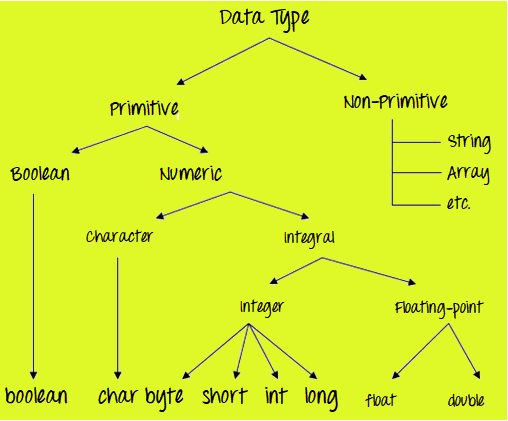 Data Type
Primitive
Non-Primitive
String
Array
etc.
Boolean
Numeric
Character
Integral
Integer
Floating-point
boolean
char byte short int long float double